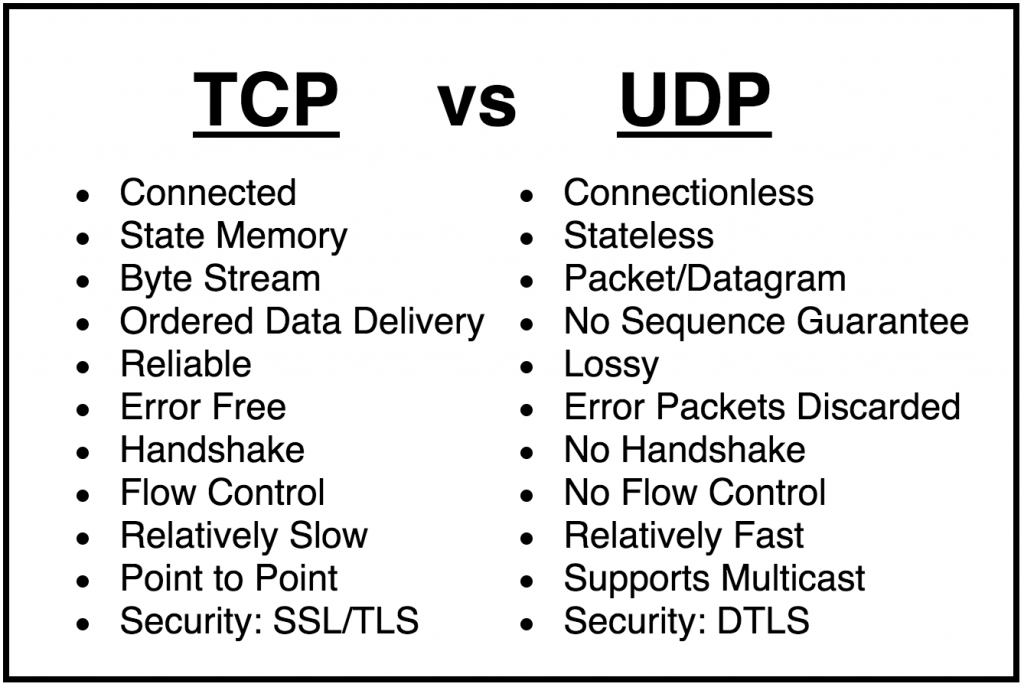 TCP vs UDP
• Connected
• State Memory
• Byte Stream
• Ordered Data Delivery
• Reliable
• Error Free
• Handshake
• Flow Control
• Relatively Slow
• Point to Point
• Security: SSL/TLS
• Connectionless
• Stateless
• Packet/Datagram
• No Sequence Guarantee
• Lossy
• Error Packets Discarded
• No Handshake
• No Flow Control
• Relatively Fast
• Supports Multicast
• Security: DTLS